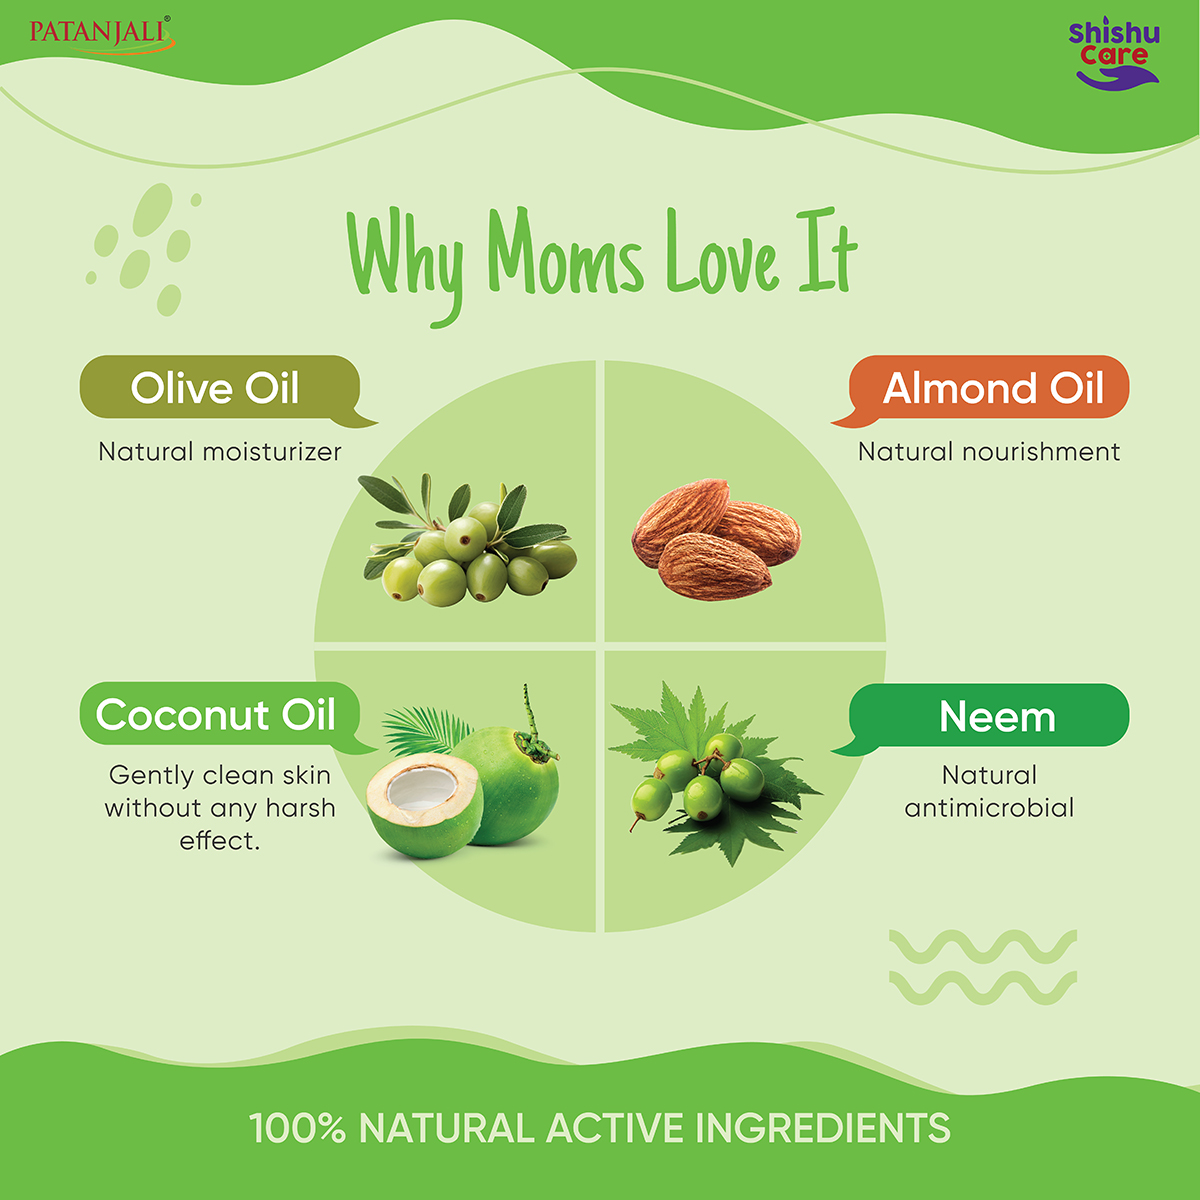 PATANJALI®
Shishu
Care
Why Moms Love It
Olive Oil
Natural moisturizer
Almond Oil
Natural nourishment
Coconut Oil
Gently clean skin
without any harsh
effect.
Neem
Natural
antimicrobial
100% NATURAL ACTIVE INGREDIENTS